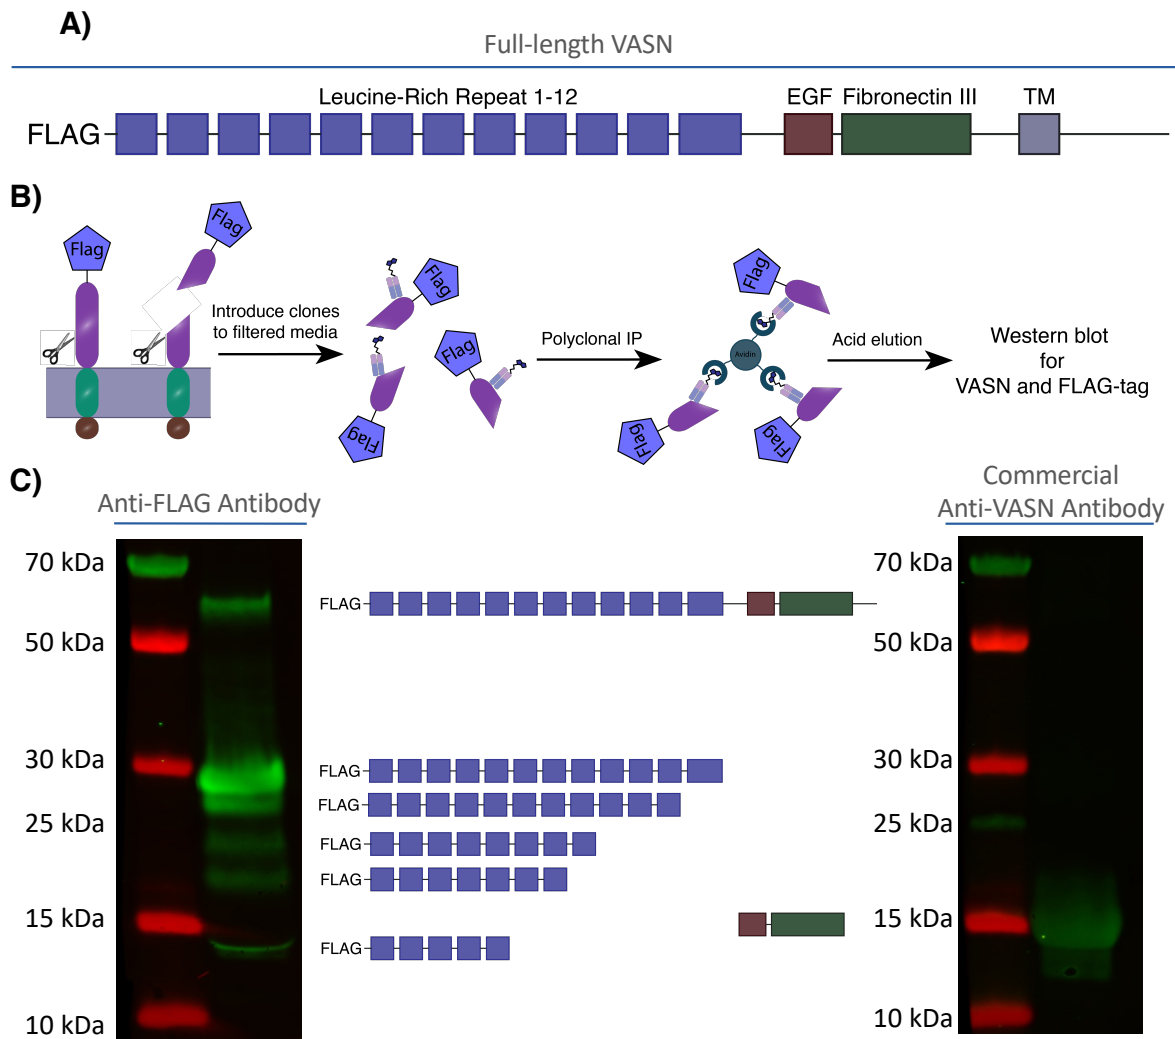 A)
Full-length VASN
Leucine-Rich Repeat 1-12
EGF
Fibronectin III
TM
FLAG
B)
Flag
Flag
Introduce clones
to filtered media
Flag
Flag
Flag
Polyclonal IP
Flag
Avidin
Flag
Flag
Acid elution
Western blot
for
VASN and FLAG-tag
C)
Anti-FLAG Antibody
70 kDa
50 kDa
30 kDa
25 kDa
15 kDa
10 kDa
FLAG
FLAG
FLAG
FLAG
FLAG
FLAG
Commercial
Anti-VASN Antibody
70 kDa
50 kDa
30 kDa
25 kDa
15 kDa
10 kDa